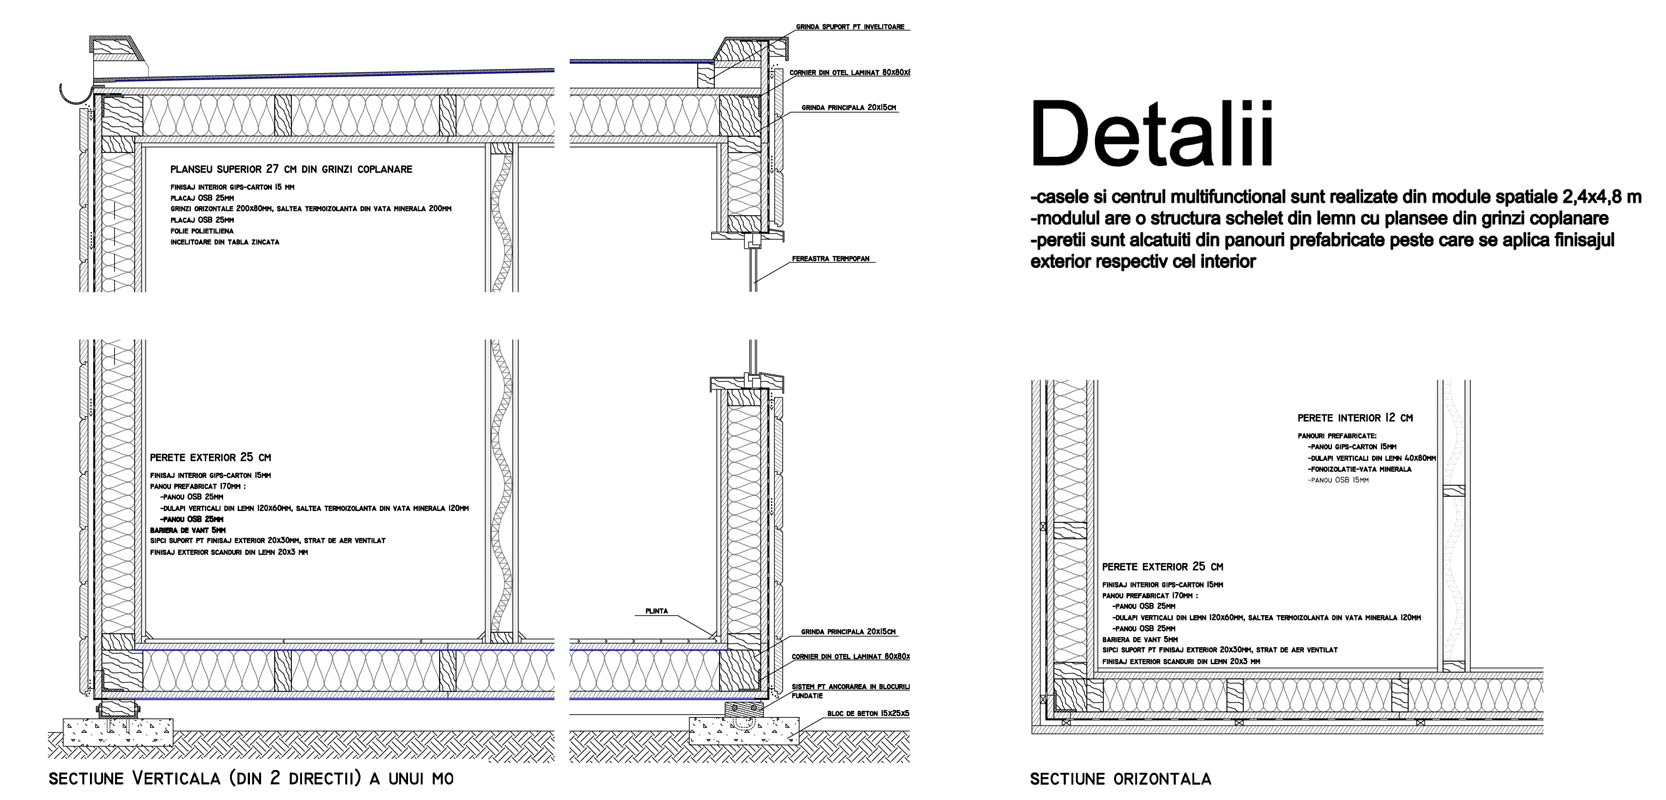 GRINDA SPUPORT PT INVELITOARE
CORNIER DIN OTEL LAMINAT 80X80X8
GRINDA PRINCIPALA 20X15CM
PLANSEU SUPERIOR 27 CM DIN GRINZI COPLANARE
FINISAJ INTERIOR GIPS-CARTON 15 MM
PLACAJ OSB 25MM
GRINZI ORIZONTALE 200X80MM, SALTEA TERMOIZOLANTA DIN VATA MINERALA 200MM
PLACAJ OSB 25MM
FOLIE POLIETILIENA
INCELITOARE DIN TABLA ZINCATA
FEREASTRA TERMPOPAN
PERETE EXTERIOR 25 CM
FINISAJ INTERIOR GIPS-CARTON 15MM
PANOU PREFABRICAT 170MM :
-PANOU OSB 25MM
-DULAPI VERTICALI DIN LEMN 120X60MM, SALTEA TERMOIZOLANTA DIN VATA MINERALA 120MM
-PANOU OSB 25MM
BARIERA DE VANT 5MM
SIPCI SUPORT PT FINISAJ EXTERIOR 20X30MM, STRAT DE AER VENTILAT
FINISAJ EXTERIOR SCANDURI DIN LEMN 20X3 MM
PLINTA
GRINDA PRINCIPALA 20X15CM
CORNIER DIN OTEL LAMINAT 80X80X
SISTEM PT ANCORAREA IN BLOCURIL
FUNDATIE
BLOC DE BETON 15X25X5
SECTIUNE VERTICALA (DIN 2 DIRECTII) A UNUI MO
Detalii
-casele si centrul multifunctional sunt realizate din module spatiale 2,4x4,8 m
-modulul are o structura schelet din lemn cu plansee din grinzi coplanare
-peretii sunt alcatuiti din panouri prefabricate peste care se aplica finisajul
exterior respectiv cel interior
PERETE INTERIOR 12 CM
PANOURI PREFABRICATE:
-PANOU GIPS-CARTON 15MM
-DULAPI VERTICALI DIN LEMN 40X80MM
-FONOIZOLATIE-VATA MINERALA
-PANOU OSB 15MM
PERETE EXTERIOR 25 CM
FINISAJ INTERIOR GIPS-CARTON 15MM
PANOU PREFABRICAT 170MM :
-PANOU OSB 25MM
-DULAPI VERTICALI DIN LEMN 120X60MM, SALTEA TERMOIZOLANTA DIN VATA MINERALA 120MM
-PANOU OSB 25MM
BARIERA DE VANT 5MM
SIPCI SUPORT PT FINISAJ EXTERIOR 20X30MM, STRAT DE AER VENTILAT
FINISAJ EXTERIOR SCANDURI DIN LEMN 20X3 MM
SECTIUNE ORIZONTALA